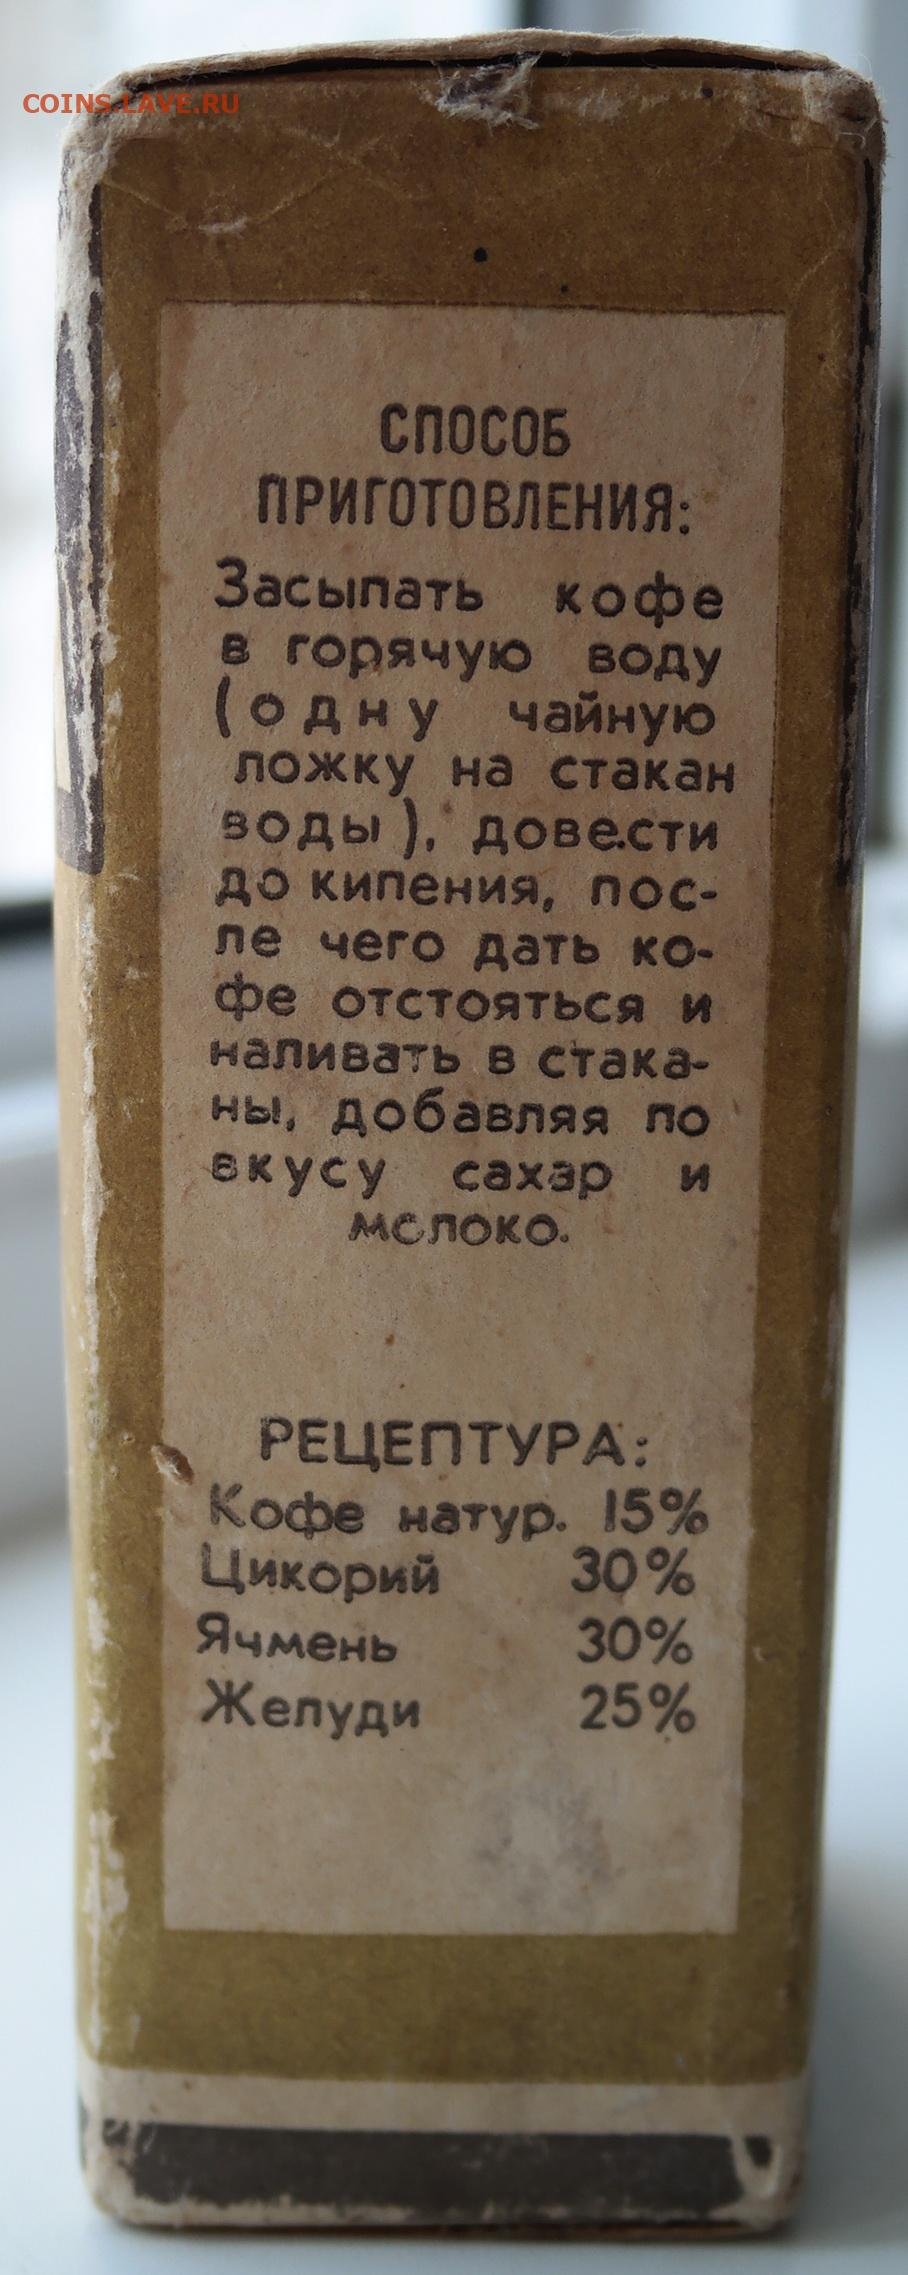 COINS.LAVE.RU
СПОСОБ
ПРИГОТОВЛЕНИЯ:
Засыпать кофе
в горячую воду
(одну чайную
ложку на стакан
воды), довести
до кипения, пос-
ле чего дать ко-
фе отстояться и
наливать в стака-
ны, добавляя по
вкусу сахар и
молоко.
РЕЦЕПТУРА:
Кофе натур. 15%
Цикорий 30%
Ячмень 30%
Желуди 25%